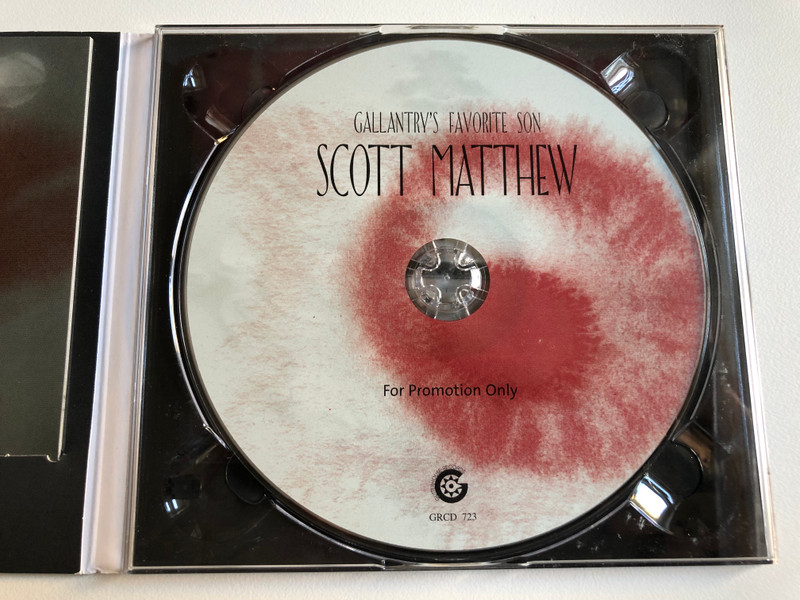 GALLANTRY'S FAVORITE SON
SCOTT MATTHEW
For Promotion Only
GRCD 723